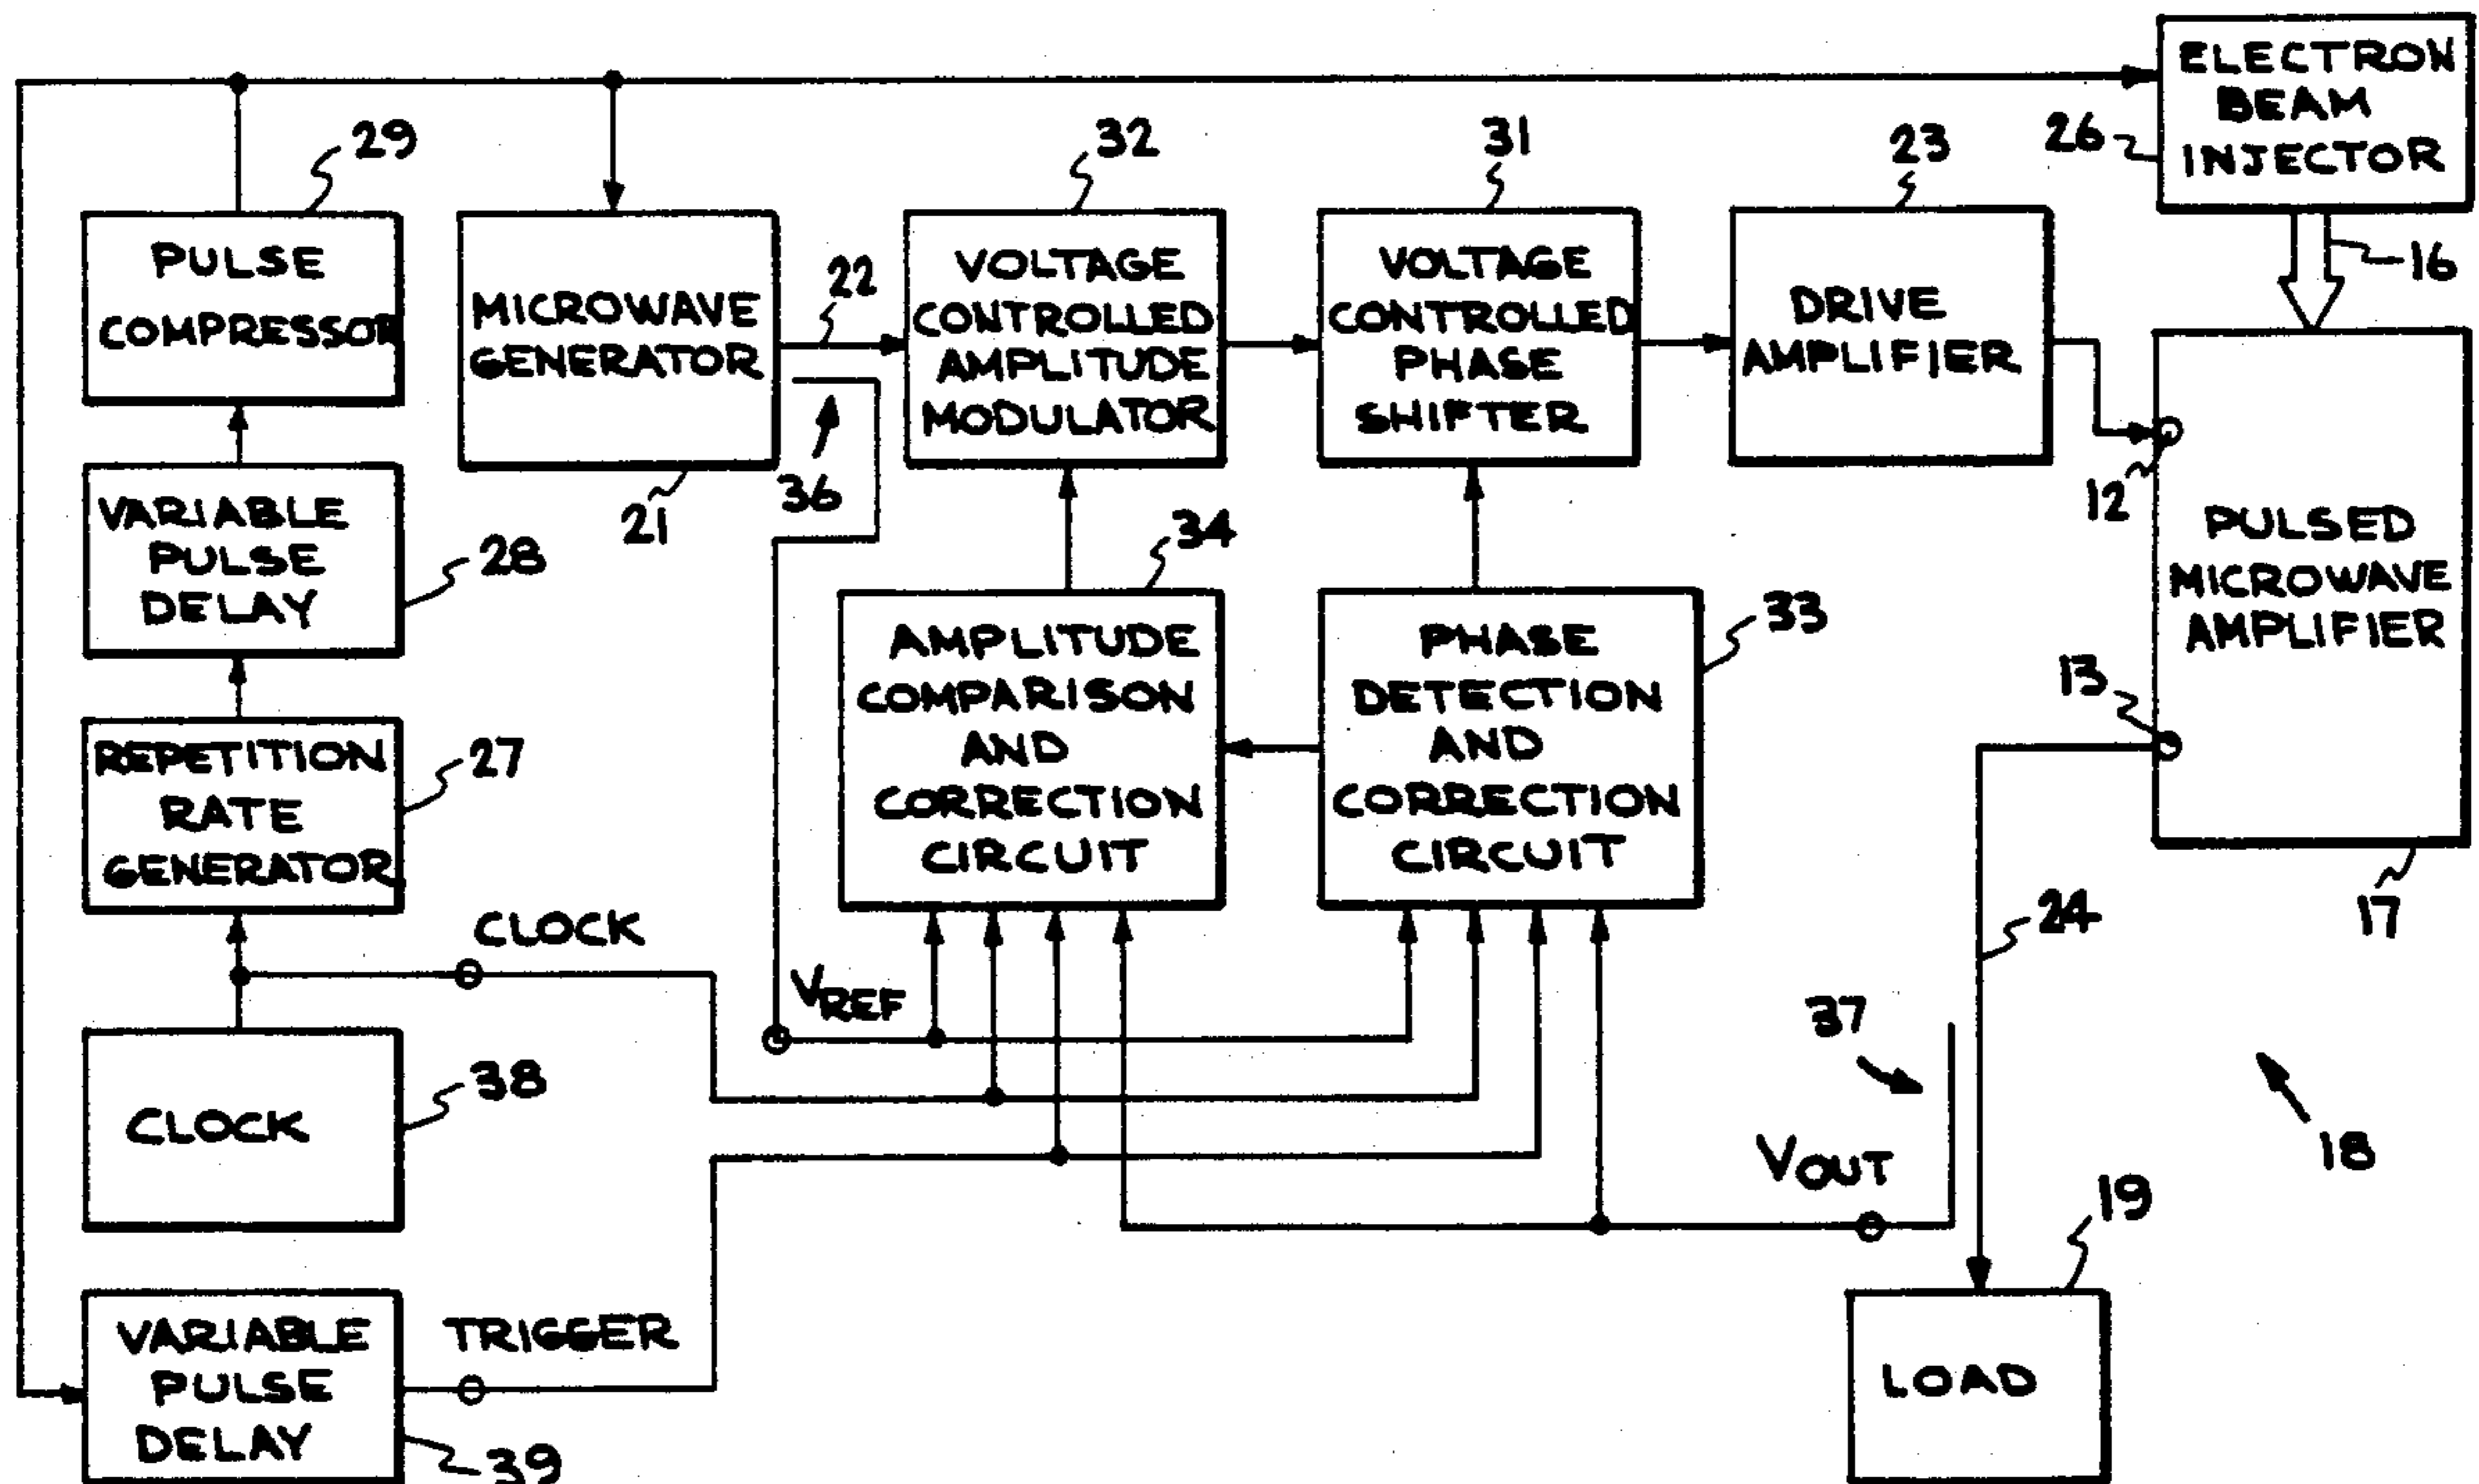 ELECTRON
BEAM
INJECTOR
26
16
29
32
31
23
PULSE
COMPRESSOR
MICROWAVE
GENERATOR
21
22
36
VOLTAGE
CONTROLLED
AMPLITUDE
MODULATOR
VOLTAGE
CONTROLLED
PHASE
SHIFTER
DRIVE
AMPLIFIER
12
PULSED
MICROWAVE
AMPLIFIER
13
17
VARIABLE
PULSE
DELAY
28
34
33
AMPLITUDE
COMPARISON
AND
CORRECTION
CIRCUIT
PHASE
DETECTION
AND
CORRECTION
CIRCUIT
REPETITION
RATE
GENERATOR
27
CLOCK
VREF
24
37
CLOCK
38
VOUT
18
19
VARIABLE
PULSE
DELAY
39
TRIGGER
LOAD